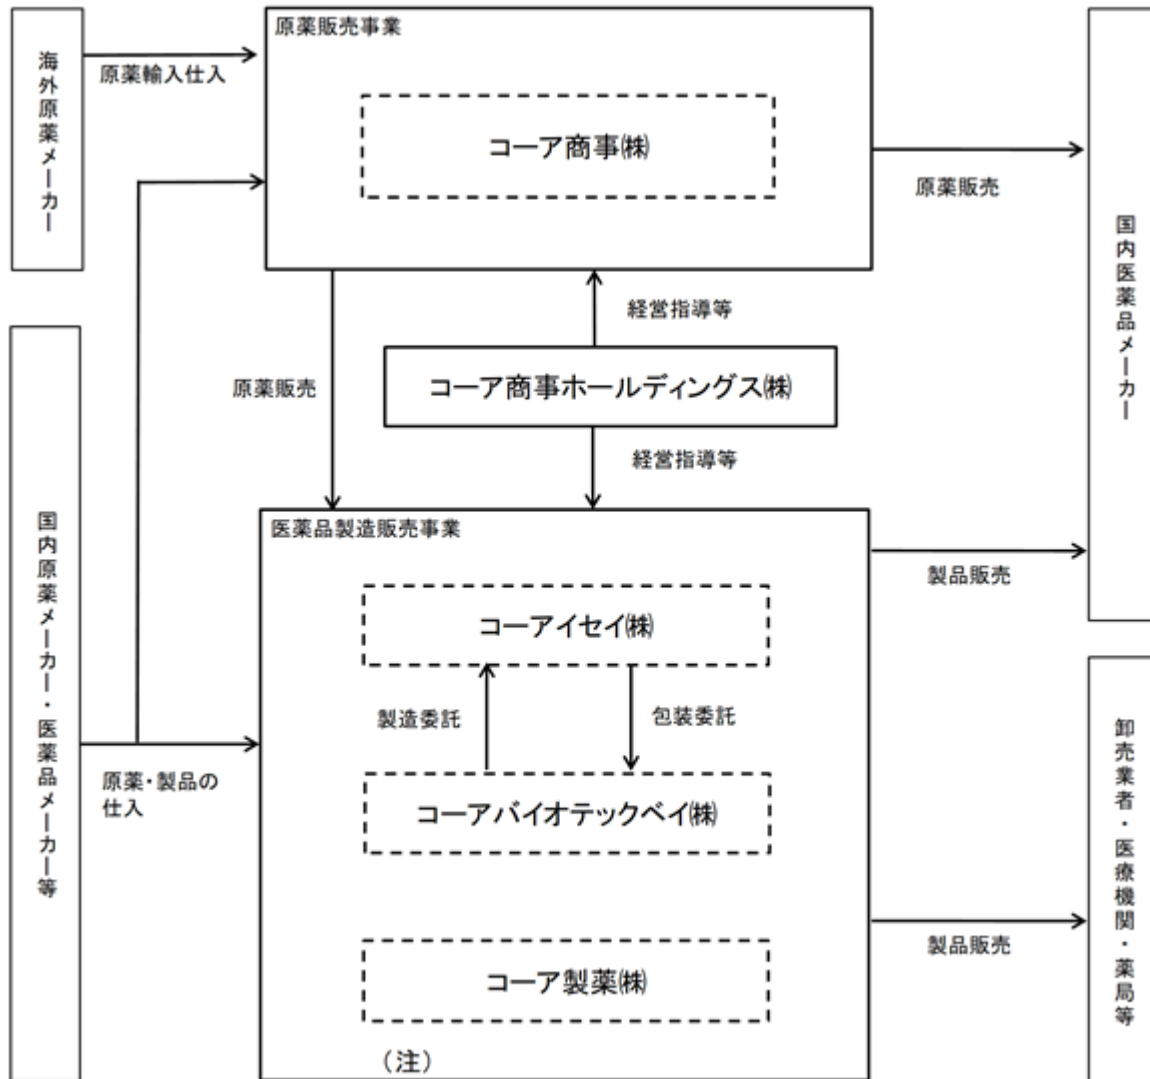 原薬販売事業
海外原薬メーカー
原薬輸入仕入
コーア商事㈱
原薬販売
国内医薬品メーカー
経営指導等
コーア商事ホールディングス㈱
原薬販売
経営指導等
国内原薬メーカー・医薬品メーカー等
医薬品製造販売事業
製品販売
コーアイセイ㈱
製造委託
包装委託
原薬・製品の
仕入
コーアバイオテックベイ㈱
卸売業者・医療機関・薬局等
製品販売
コーア製薬㈱
（注）